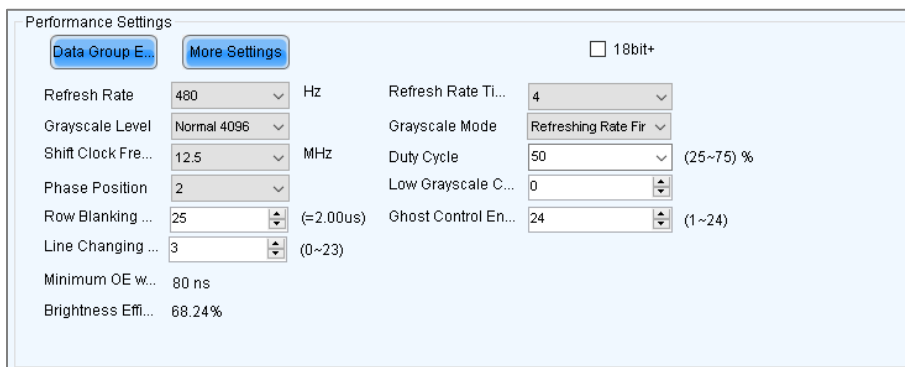 Performance Settings
Data Group E... More Settings 18bit+
Refresh Rate 480 Hz Refresh Rate Ti... 4
Grayscale Level Normal 4096 Grayscale Mode Refreshing Rate Fir
Shift Clock Fre... 12.5 MHz Duty Cycle 50 (25~75) %
Phase Position 2 Low Grayscale C... 0
Row Blanking ... 25 (=2.00us) Ghost Control En... 24 (1~24)
Line Changing ... 3 (0~23)
Minimum OE w... 80 ns
Brightness Effi... 68.24%